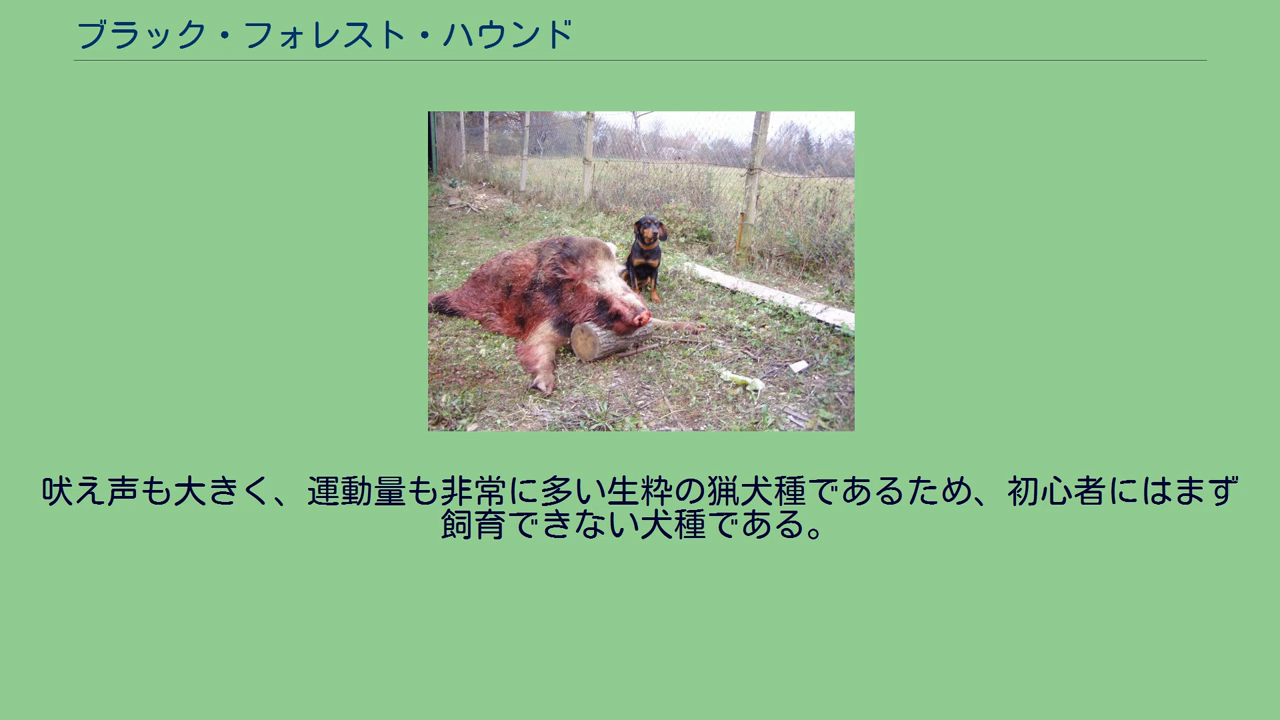 ブラック・フォレスト・ハウンド
吠え声も大きく、運動量も非常に多い生粋の猟犬種であるため、初心者にはまず
飼育できない犬種である。